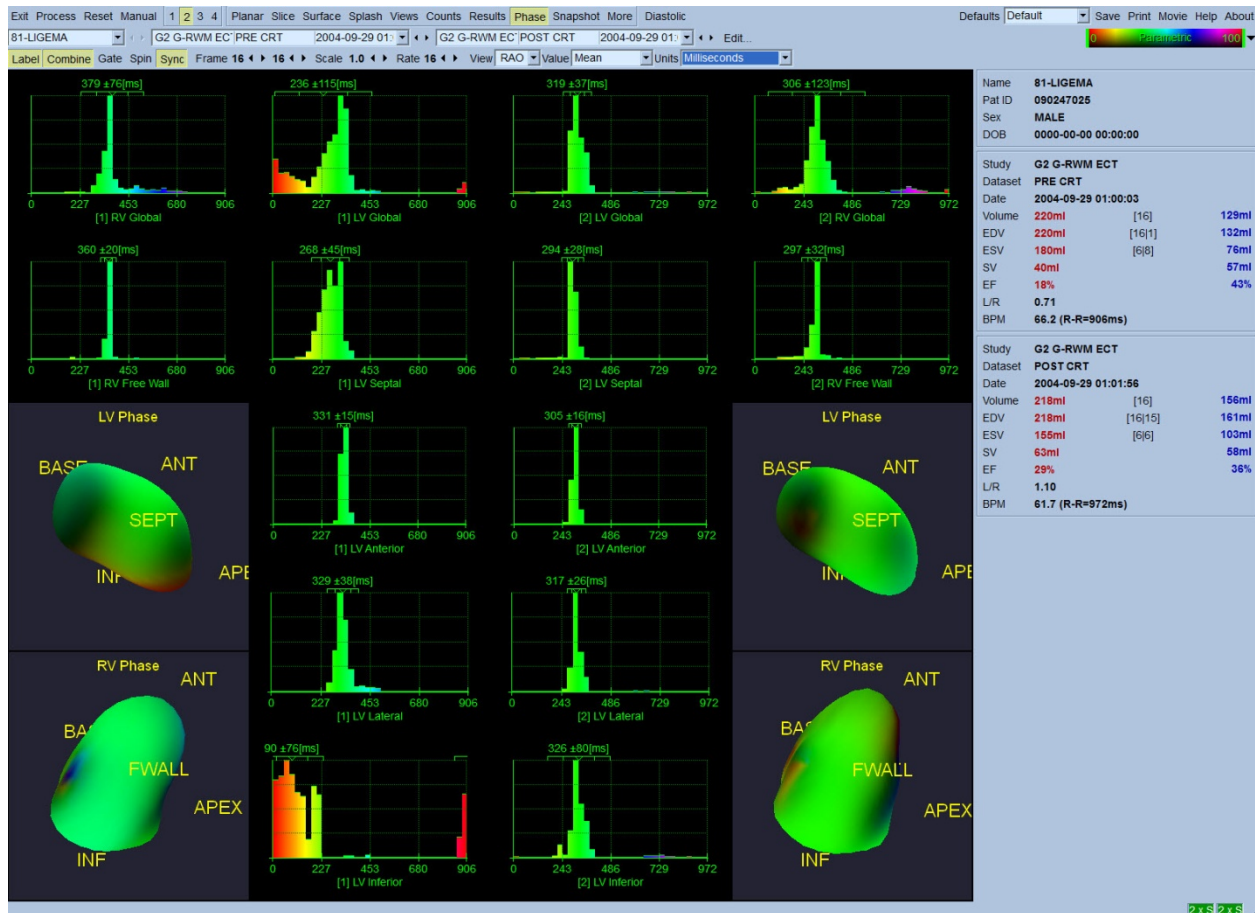 Exit Process Reset Manual 1 2 3 4 Planar Slice Surface Splash Views Counts Results Phase Snapshot More Diastolic Defaults Default Save Print Movie Help About
81-LIGEMA G2 G-RWM EC PRE CRT 2004-09-29 01: G2 G-RWM EC POST CRT 2004-09-29 01: Edit... 0 Parametric 100
Label Combine Gate Spin Sync Frame 16 16 Scale 1.0 Rate 16 View RAO Value Mean Units Milliseconds
379 ±76[ms] 236 ±115[ms] 319 ±37[ms] 306 ±123[ms]
0 227 453 680 906 0 227 453 680 906 0 243 486 729 972 0 243 486 729 972
[1] RV Global [1] LV Global [2] LV Global [2] RV Global
360 ±20[ms] 268 ±45[ms] 294 ±28[ms] 297 ±32[ms]
0 227 453 680 906 0 227 453 680 906 0 243 486 729 972 0 243 486 729 972
[1] RV Free Wall [1] LV Septal [2] LV Septal [2] RV Free Wall
LV Phase
BASE ANT
SEPT
INF APE
331 ±15[ms] 305 ±16[ms]
0 227 453 680 906 0 243 486 729 972
[1] LV Anterior [2] LV Anterior
LV Phase
BASE ANT
SEPT
INF APE
329 ±38[ms] 317 ±26[ms]
0 227 453 680 906 0 243 486 729 972
[1] LV Lateral [2] LV Lateral
RV Phase
ANT
BAS
FWALL
APEX
INF
90 ±76[ms] 326 ±80[ms]
0 227 453 680 906 0 243 486 729 972
[1] LV Inferior [2] LV Inferior
RV Phase
ANT
BAS
FWALL
APEX
INF
Name 81-LIGEMA
Pat ID 090247025
Sex MALE
DOB 0000-00-00 00:00:00
Study G2 G-RWM ECT
Dataset PRE CRT
Date 2004-09-29 01:00:03
Volume 220ml [16] 129ml
EDV 220ml [16|1] 132ml
ESV 180ml [6|8] 76ml
SV 40ml 57ml
EF 18% 43%
L/R 0.71
BPM 66.2 (R-R=906ms)
Study G2 G-RWM ECT
Dataset POST CRT
Date 2004-09-29 01:01:56
Volume 218ml [16] 156ml
EDV 218ml [16|15] 161ml
ESV 155ml [6|6] 103ml
SV 63ml 58ml
EF 29% 36%
L/R 1.10
BPM 61.7 (R-R=972ms)
2 x S 2 x S